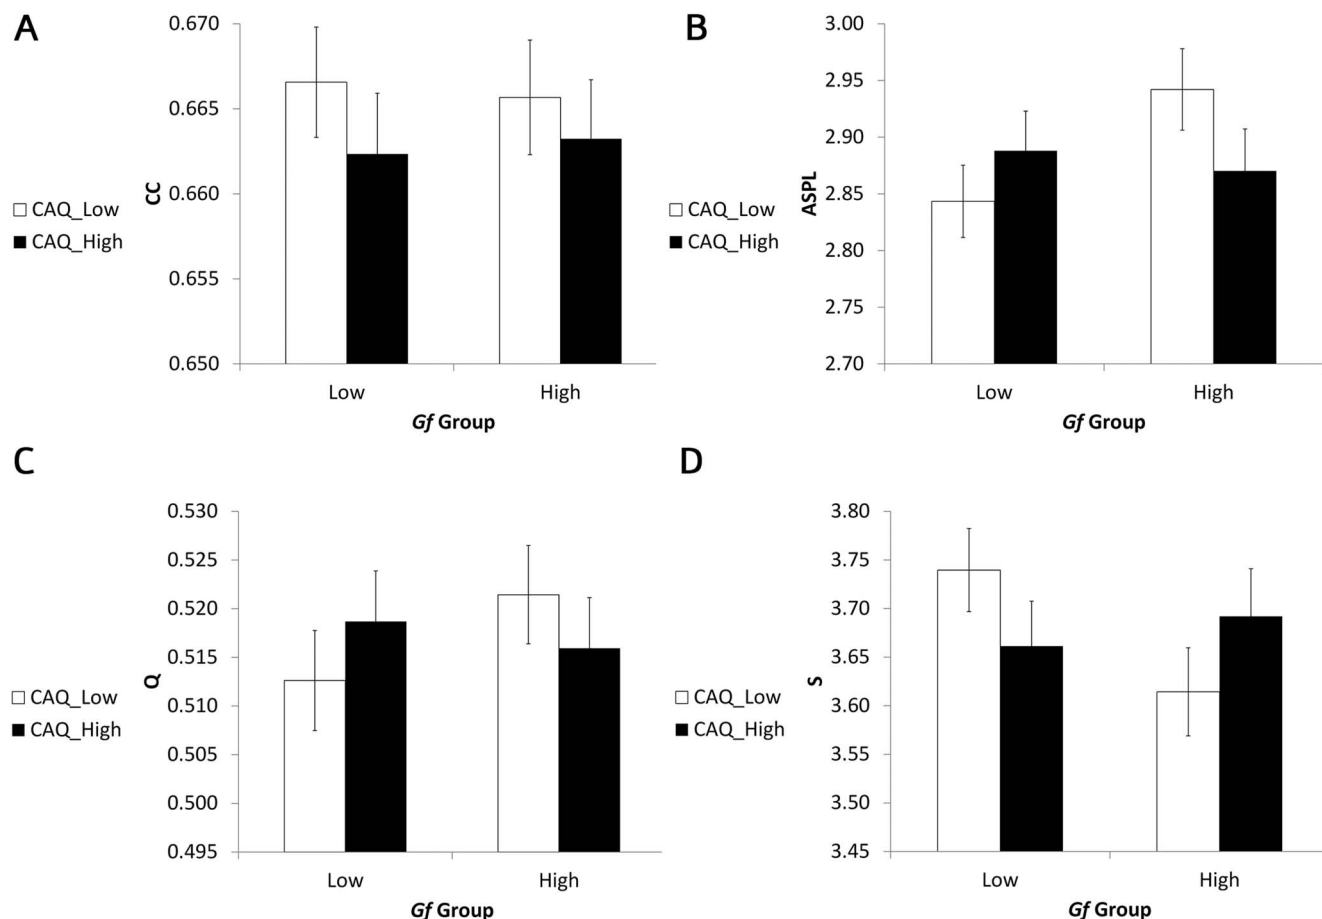 A
0.670
0.665
0.660
0.655
0.650
CC
CAQ_Low
CAQ_High
Low
High
Gf Group
B
3.00
2.95
2.90
2.85
2.80
2.75
2.70
ASPL
CAQ_Low
CAQ_High
Low
High
Gf Group
C
0.530
0.525
0.520
0.515
0.510
0.505
0.500
0.495
Q
CAQ_Low
CAQ_High
Low
High
Gf Group
D
3.80
3.75
3.70
3.65
3.60
3.55
3.50
3.45
S
CAQ_Low
CAQ_High
Low
High
Gf Group